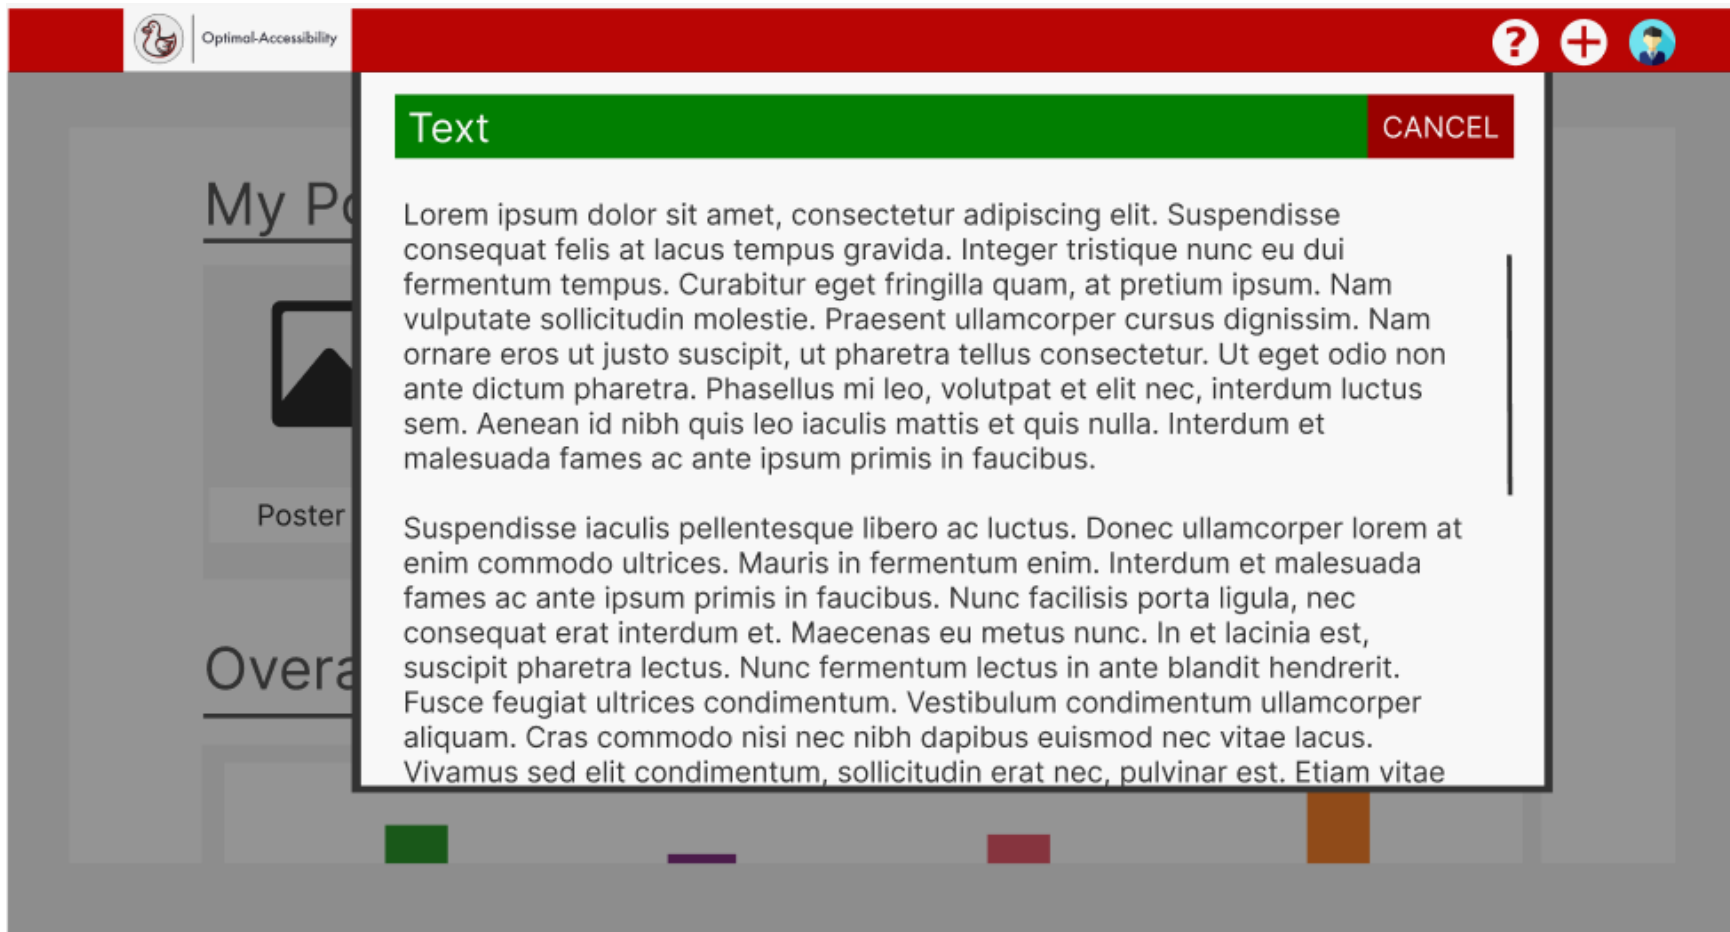 Optimal-Accessibility
?
Text
CANCEL
My Po
Lorem ipsum dolor sit amet, consectetur adipiscing elit. Suspendisse
consequat felis at lacus tempus gravida. Integer tristique nunc eu dui
fermentum tempus. Curabitur eget fringilla quam, at pretium ipsum. Nam
vulputate sollicitudin molestie. Praesent ullamcorper cursus dignissim. Nam
ornare eros ut justo suscipit, ut pharetra tellus consectetur. Ut eget odio non
ante dictum pharetra. Phasellus mi leo, volutpat et elit nec, interdum luctus
sem. Aenean id nibh quis leo iaculis mattis et quis nulla. Interdum et
malesuada fames ac ante ipsum primis in faucibus.
Poster
Suspendisse iaculis pellentesque libero ac luctus. Donec ullamcorper lorem at
enim commodo ultrices. Mauris in fermentum enim. Interdum et malesuada
fames ac ante ipsum primis in faucibus. Nunc facilisis porta ligula, nec
consequat erat interdum et. Maecenas eu metus nunc. In et lacinia est,
suscipit pharetra lectus. Nunc fermentum lectus in ante blandit hendrerit.
Fusce feugiat ultrices condimentum. Vestibulum condimentum ullamcorper
aliquam. Cras commodo nisi nec nibh dapibus euismod nec vitae lacus.
Vivamus sed elit condimentum, sollicitudin erat nec, pulvinar est. Etiam vitae
Overa